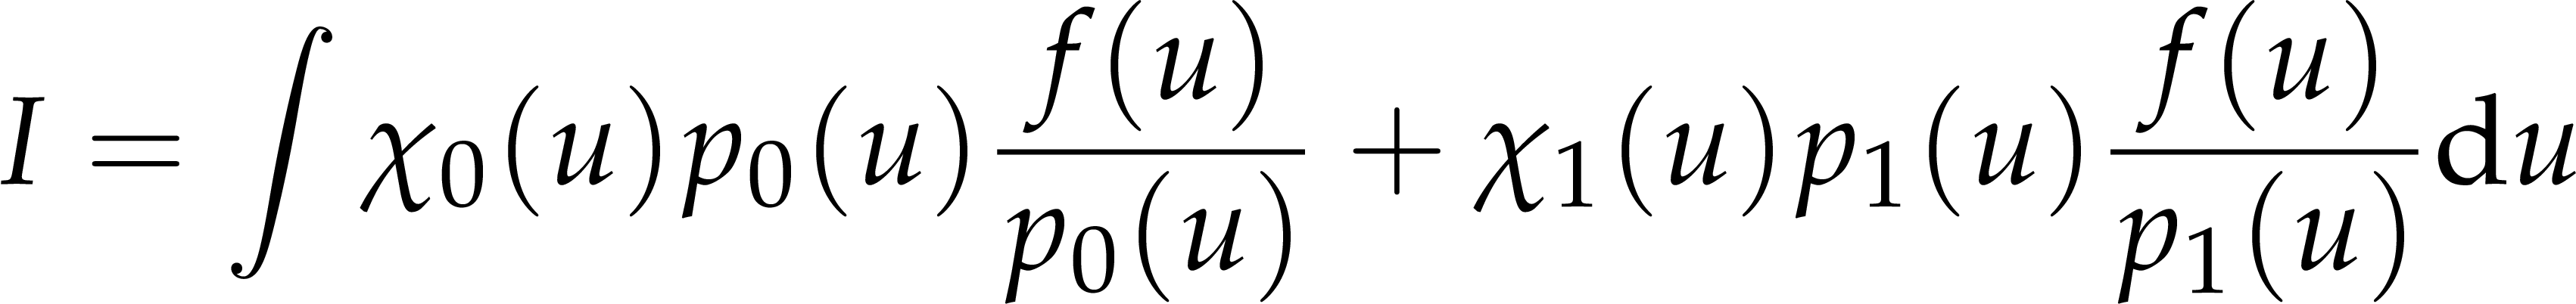 I = ∫ χ₀(u)p₀(u) f(u)/p₀(u) + χ₁(u)p₁(u) f(u)/p₁(u) du